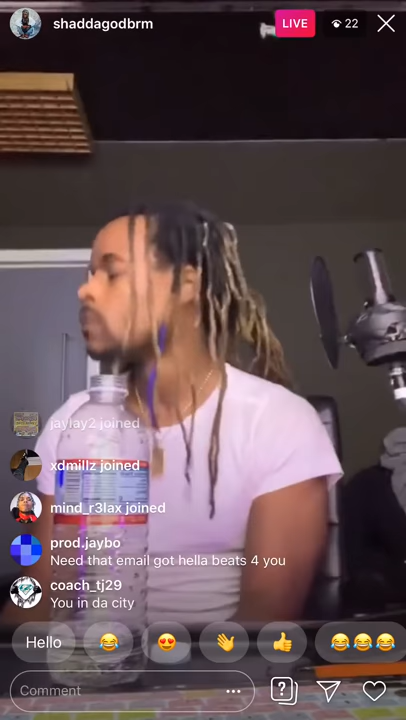 shaddagodbrm
LIVE
22
jaylay2 joined
xdmillz joined
mind_r3lax joined
prod.jaybo
Need that email got hella beats 4 you
coach_tj29
You in da city
Hello
Comment